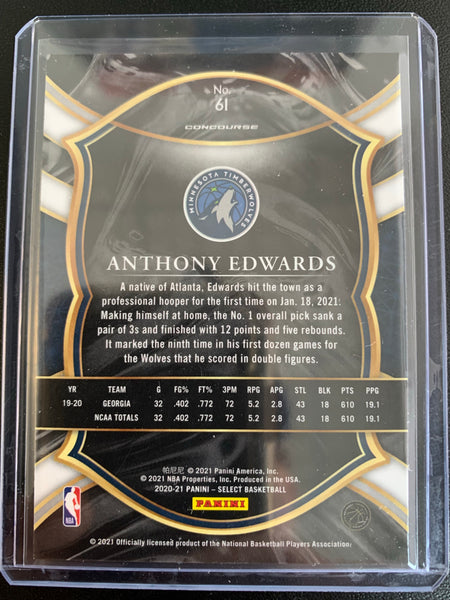 No.
61
CONCOURSE
MINNESOTA TIMBERWOLVES
ANTHONY EDWARDS
A native of Atlanta, Edwards hit the town as a
professional hooper for the first time on Jan. 18, 2021:
Making himself at home, the No. 1 overall pick sank a
pair of 3s and finished with 12 points and five rebounds.
It marked the ninth time in his first dozen games for
the Wolves that he scored in double figures.
YR TEAM G FG% FT% 3PM RPG APG STL BLK PTS PPG
19-20 GEORGIA 32 .402 .772 72 5.2 2.8 43 18 610 19.1
NCAA TOTALS 32 .402 .772 72 5.2 2.8 43 18 610 19.1
帕尼尼 © 2021 Panini America, Inc.
© 2021 NBA Properties, Inc. Produced in the USA.
2020-21 PANINI – SELECT BASKETBALL
PANINI
NBA
© 2021 Officially licensed product of the National Basketball Players Association